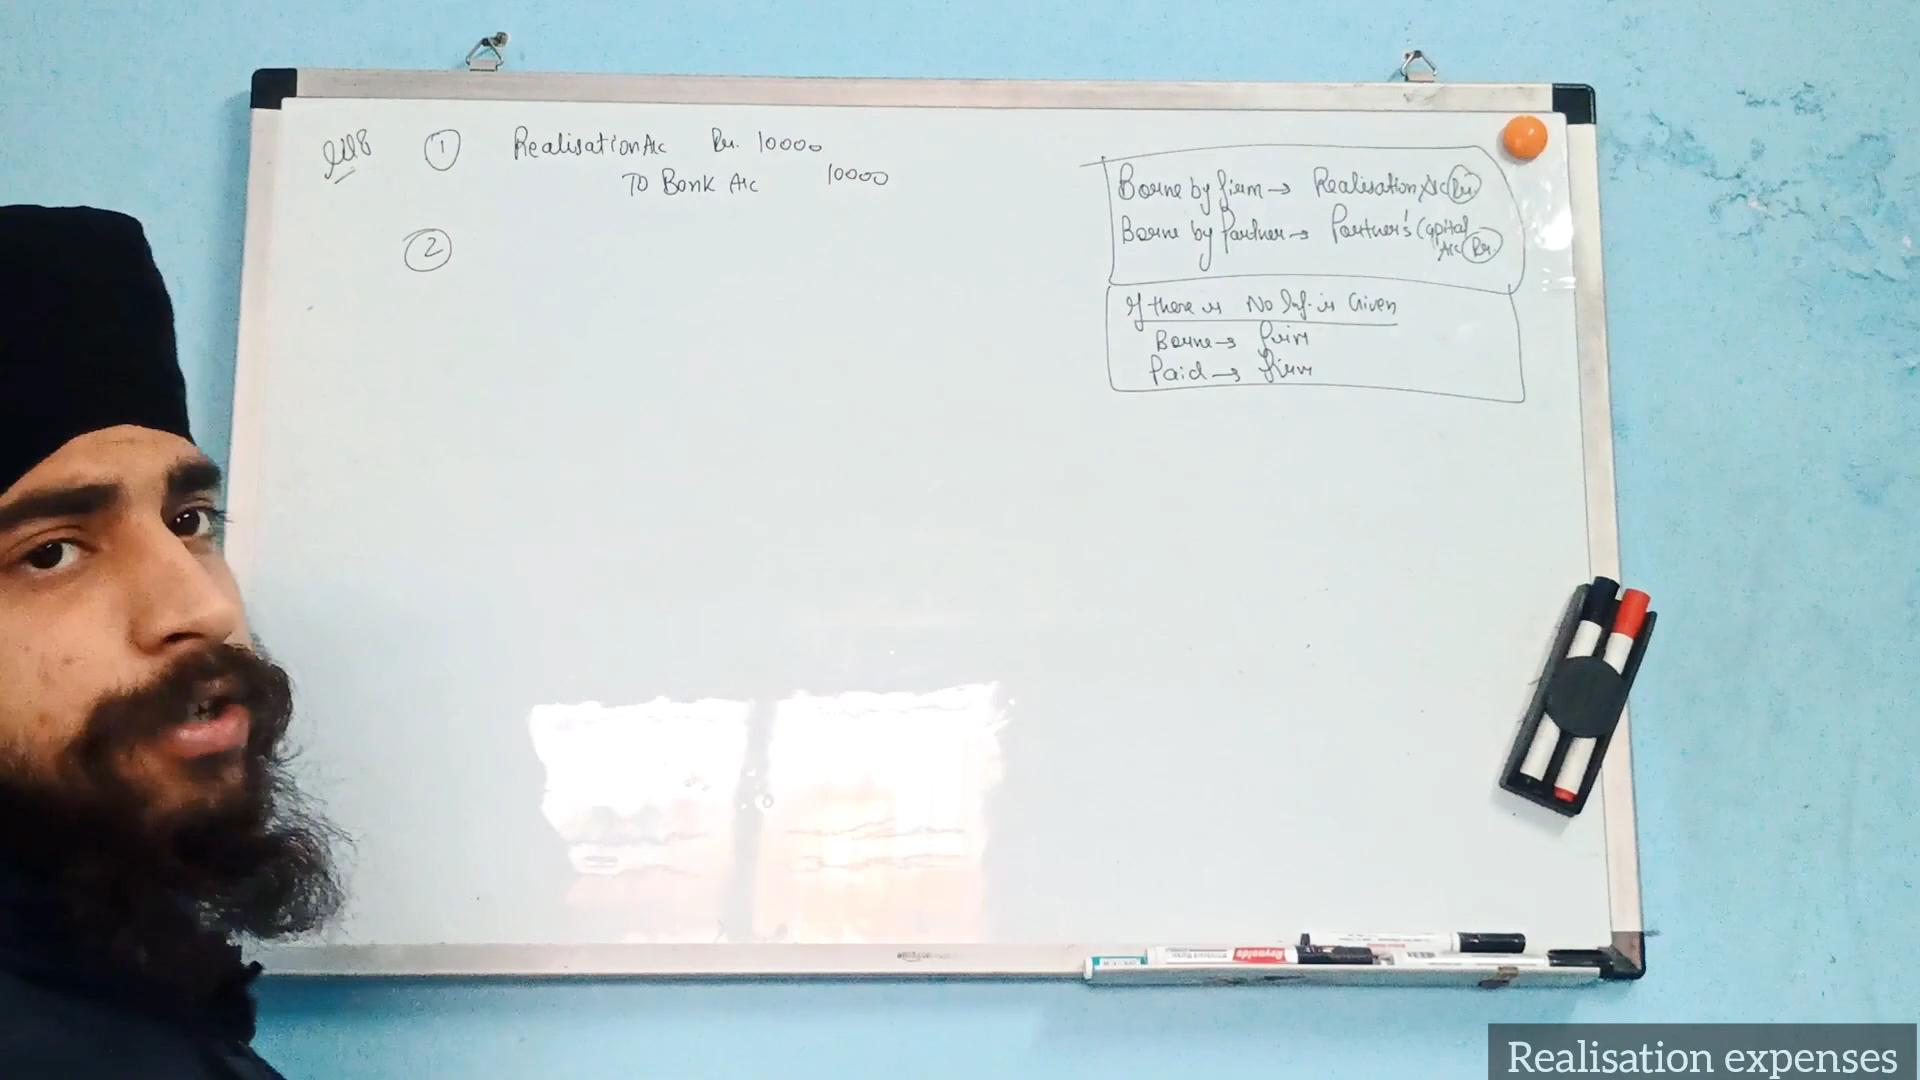 ①
Realisation A/c Dr. 10000
To Bank A/c 10000
②
Borne by firm → Realisation A/c Dr.
Borne by Partner → Partner's Capital
A/c Dr.
If there is No Inf. is Given
Borne → firm
Paid → firm
Reynolds
Realisation expenses